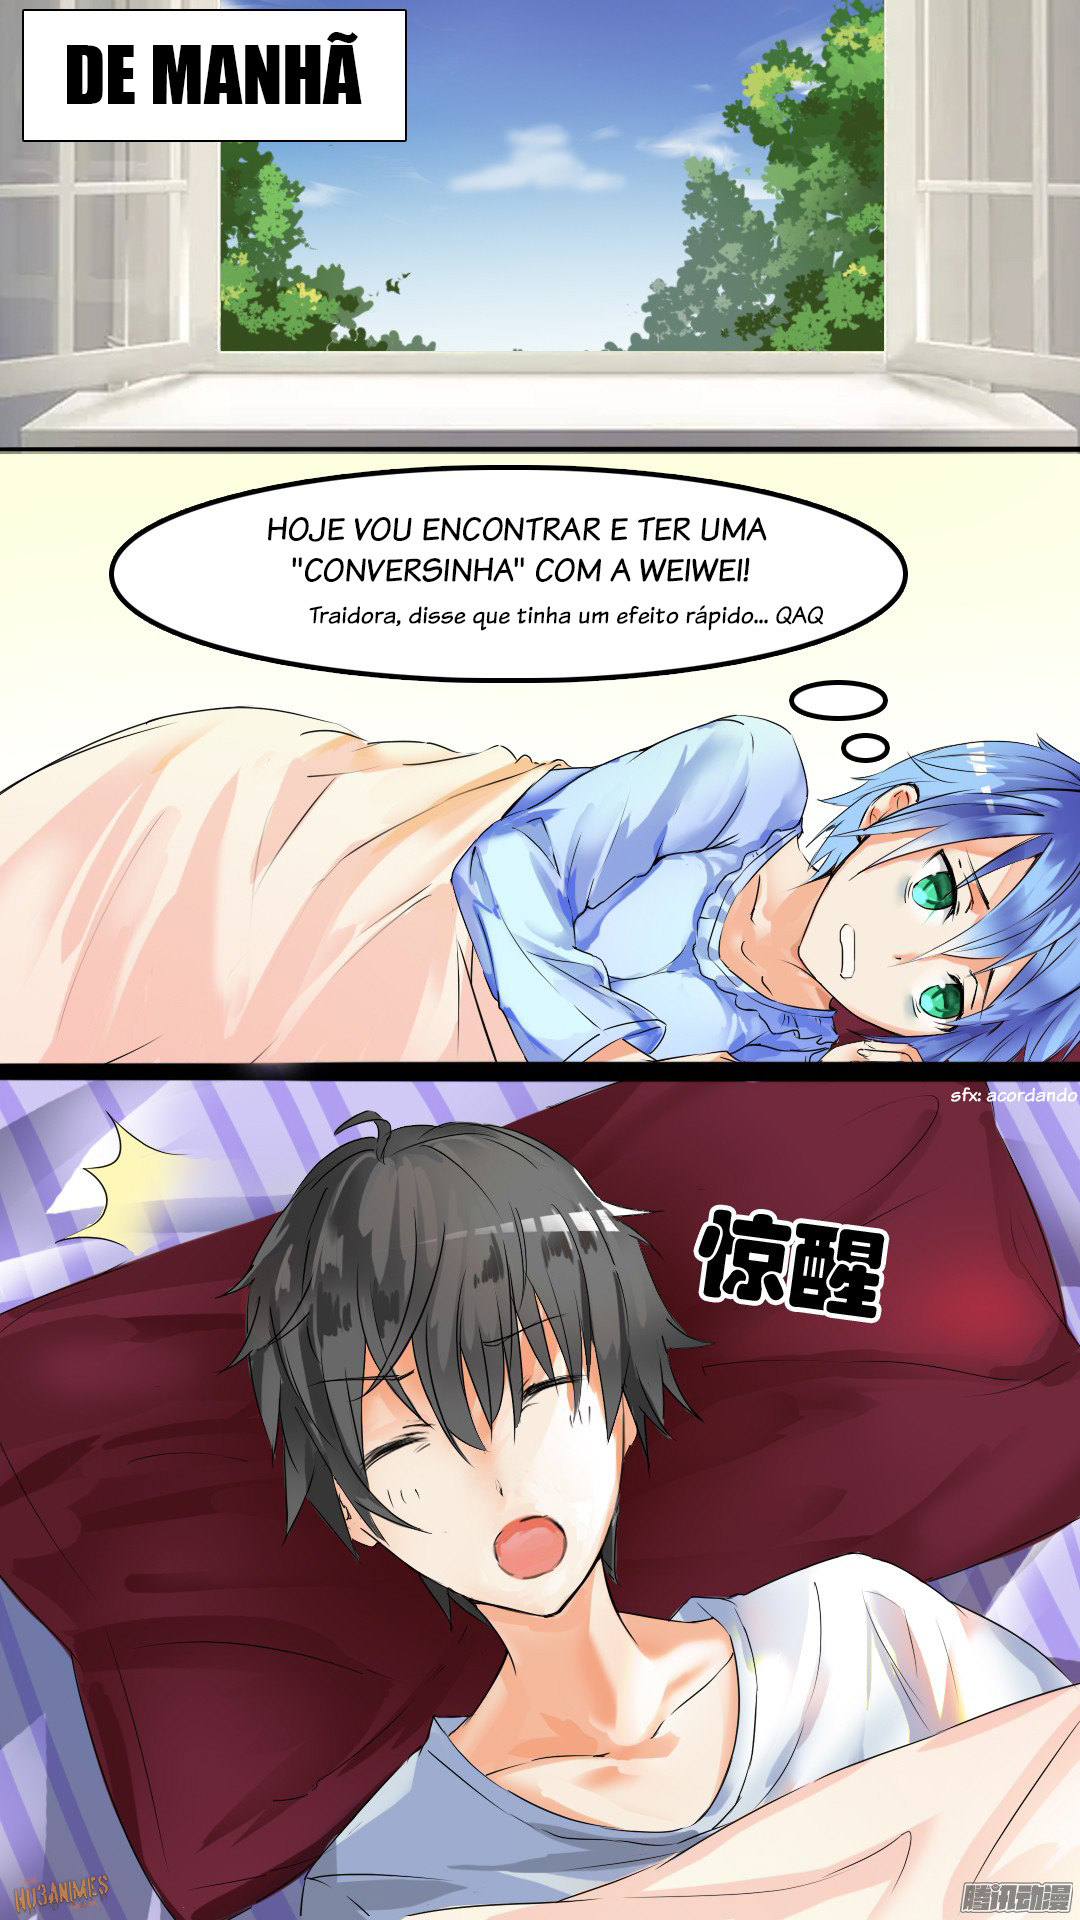 DE MANHÃ
HOJE VOU ENCONTRAR E TER UMA
"CONVERSINHA" COM A WEIWEI!
Traidora, disse que tinha um efeito rápido... QAQ
sfx: acordando
惊醒
HU3ANIMES
腾讯动漫